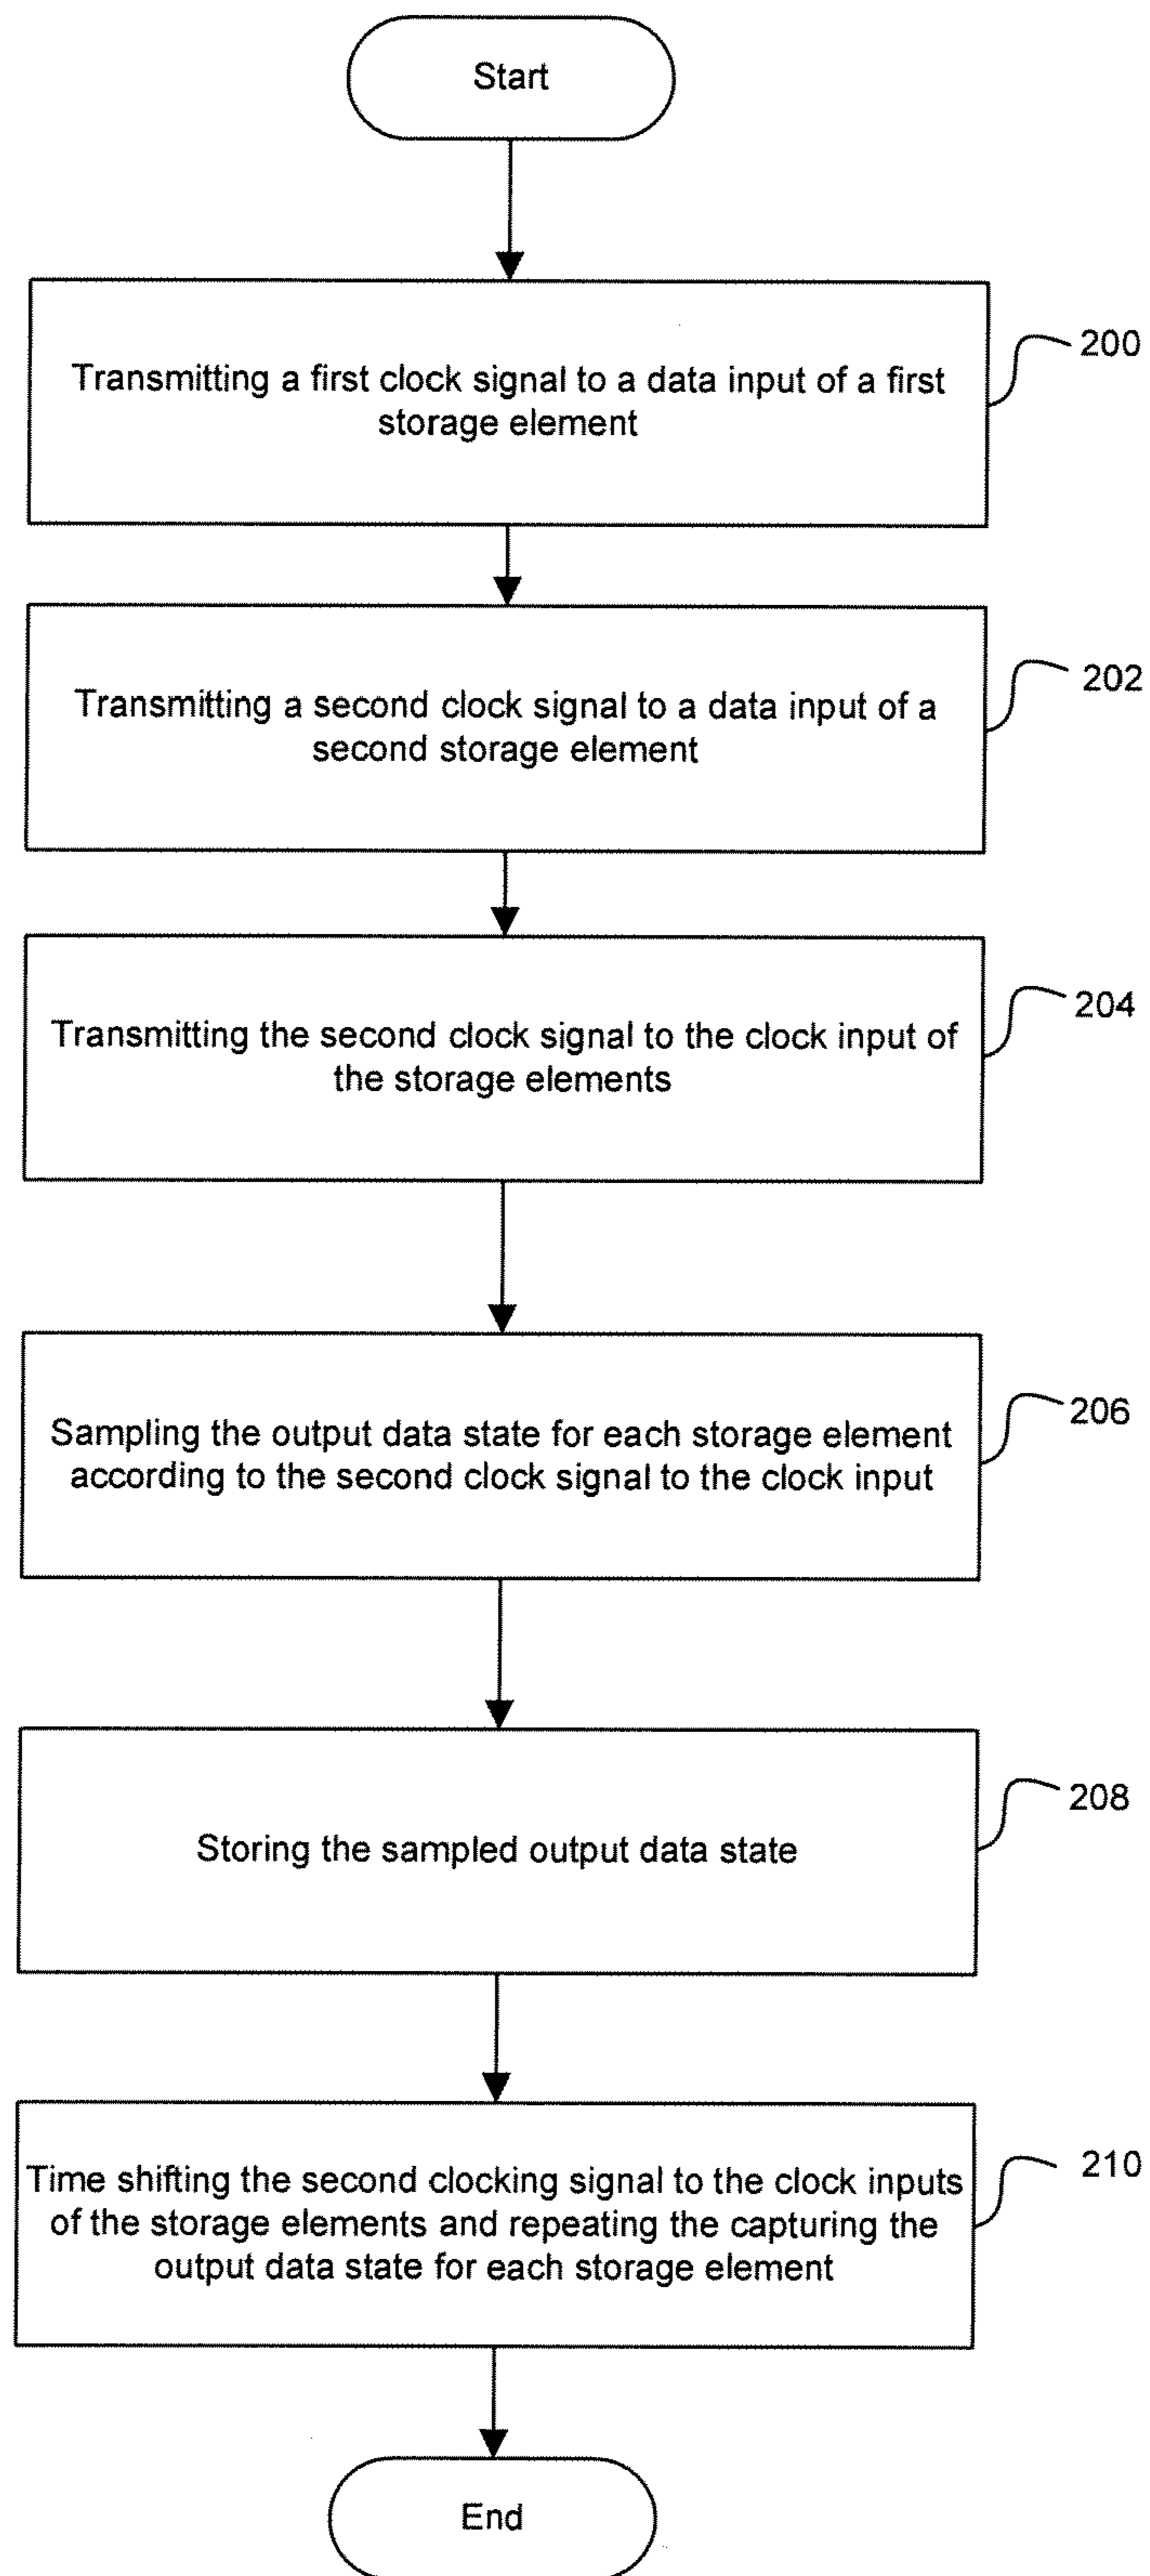 Start
Transmitting a first clock signal to a data input of a first
storage element
200
Transmitting a second clock signal to a data input of a
second storage element
202
Transmitting the second clock signal to the clock input of
the storage elements
204
Sampling the output data state for each storage element
according to the second clock signal to the clock input
206
Storing the sampled output data state
208
Time shifting the second clocking signal to the clock inputs
of the storage elements and repeating the capturing the
output data state for each storage element
210
End